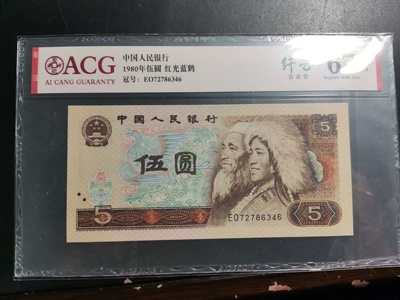 ACG
AI CANG GUARANTY
中国人民银行
1980年伍圆 红光蓝鹤
冠号: EO72786346
中国人民银行
5
伍圆
5
EO72786346
5